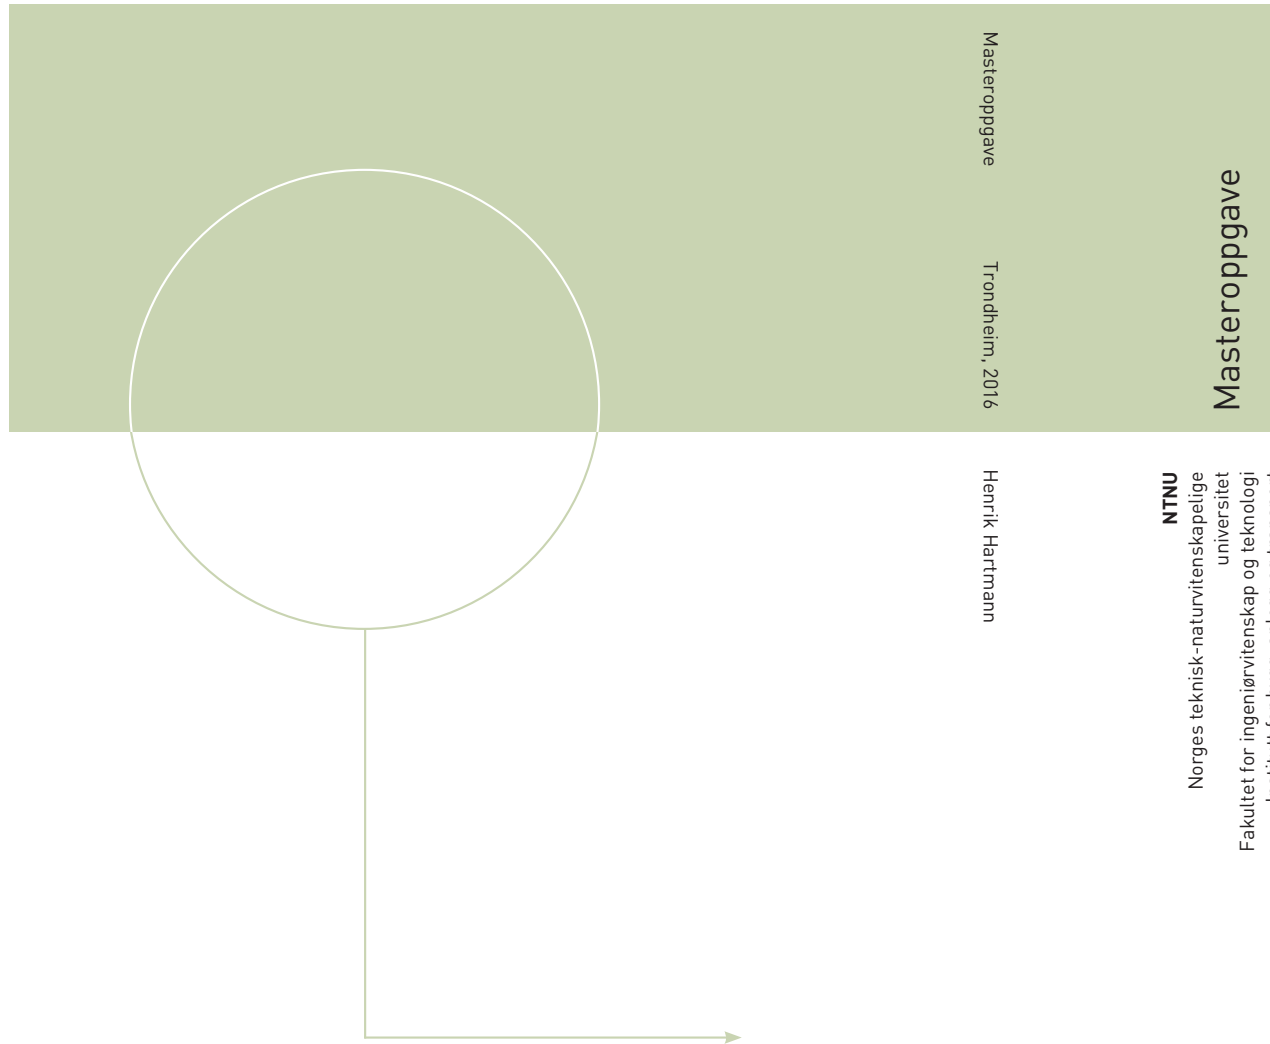 Masteroppgave
Trondheim, 2016
Henrik Hartmann
Masteroppgave
NTNU
Norges teknisk-naturvitenskapelige
universitet
Fakultet for ingeniørvitenskap og teknologi